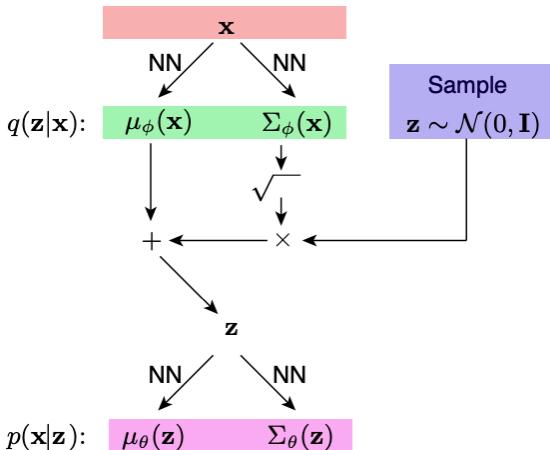 x
NN NN
Sample
q(z|x): μ_ϕ(x) Σ_ϕ(x) z ∼ 𝒩(0, I)
√
+ ×
z
NN NN
p(x|z): μ_θ(z) Σ_θ(z)